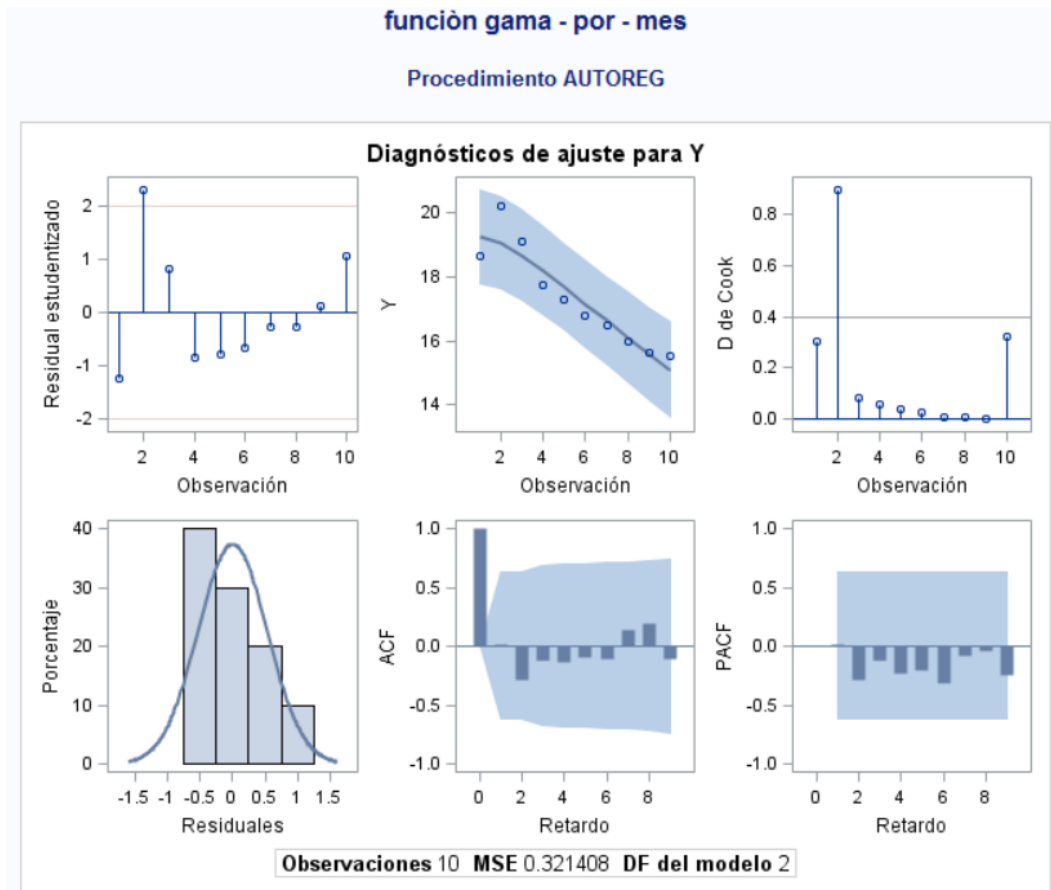 funciòn gama - por - mes
Procedimiento AUTOREG
Diagnósticos de ajuste para Y
Residual estudentizado
2
1
0
-1
-2
2 4 6 8 10
Observación
Y
20
18
16
14
2 4 6 8 10
Observación
D de Cook
0.8
0.6
0.4
0.2
0.0
2 4 6 8 10
Observación
Porcentaje
40
30
20
10
0
-1.5 -1 -0.5 0 0.5 1 1.5
Residuales
ACF
1.0
0.5
0.0
-0.5
-1.0
0 2 4 6 8
Retardo
PACF
1.0
0.5
0.0
-0.5
-1.0
0 2 4 6 8
Retardo
Observaciones 10 MSE 0.321408 DF del modelo 2